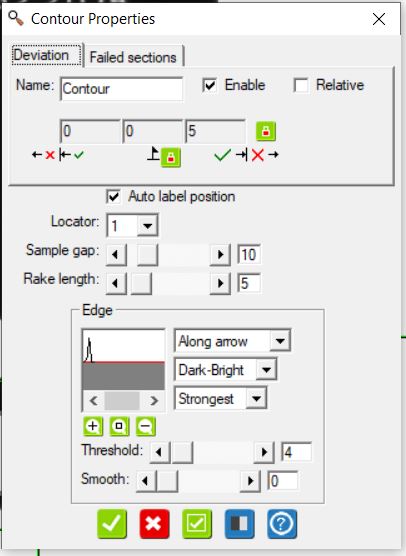 Contour Properties
Deviation
Failed sections
Name: Contour Enable Relative
0 0 5
Auto label position
Locator: 1
Sample gap: 10
Rake length: 5
Edge
Along arrow
Dark-Bright
Strongest
Threshold: 4
Smooth: 0